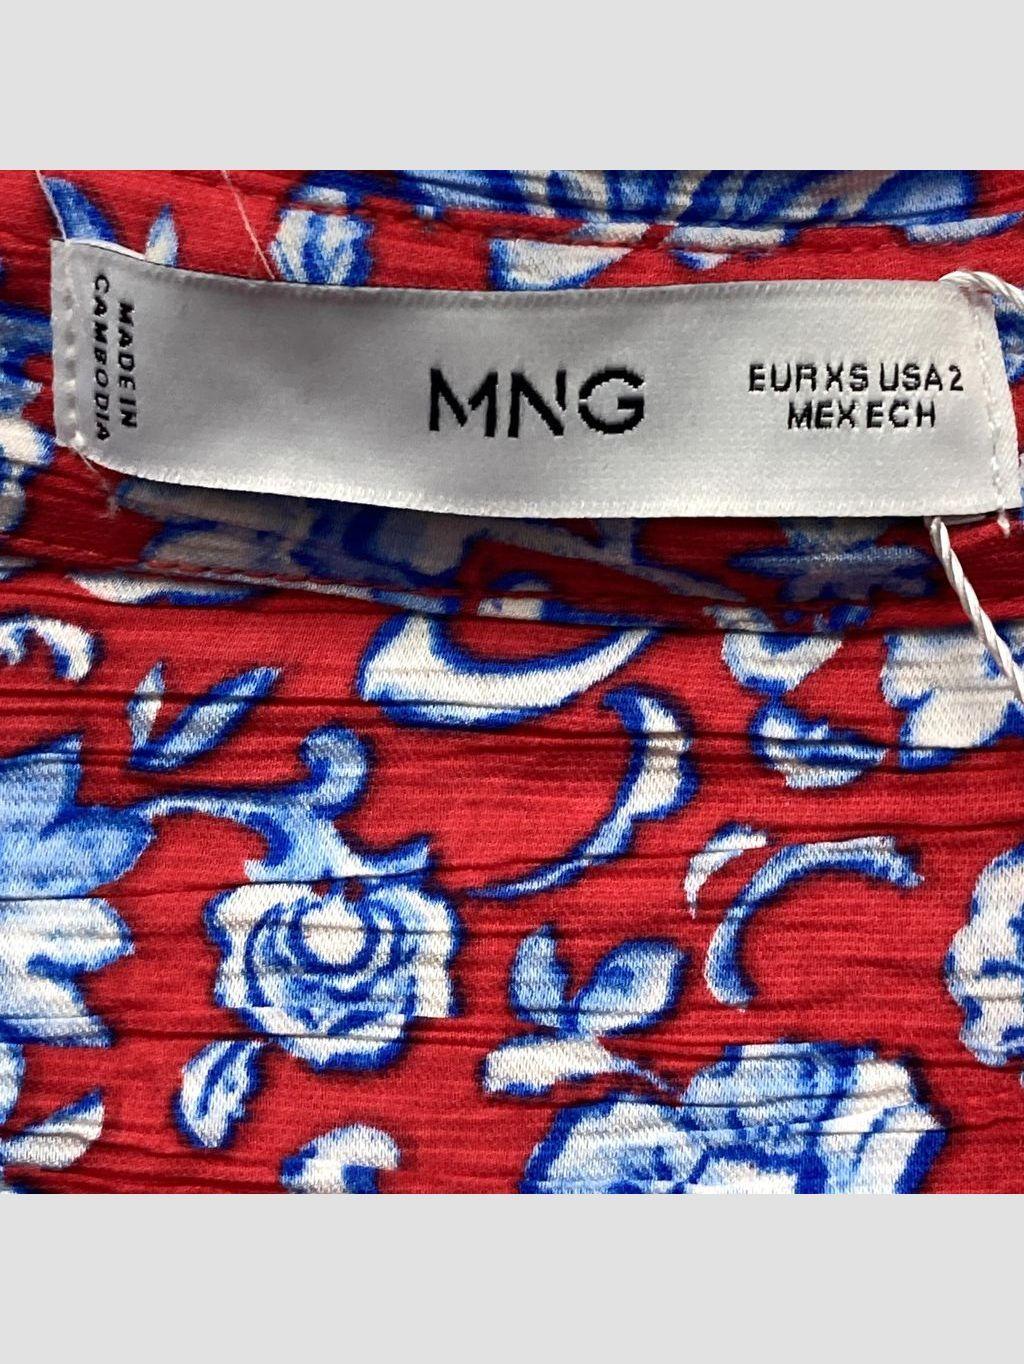 MADE IN
CAMBODIA
MNG
EUR XS USA 2
MEX ECH